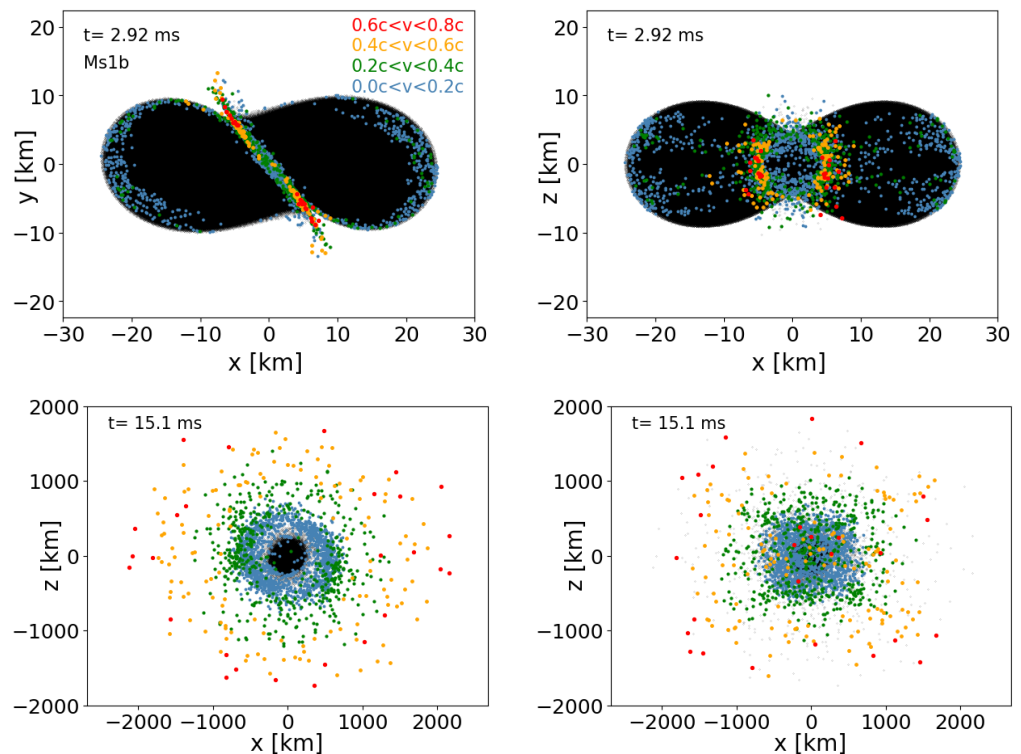 t= 2.92 ms
Ms1b
0.6c<v<0.8c
0.4c<v<0.6c
0.2c<v<0.4c
0.0c<v<0.2c
20
10
0
−10
−20
y [km]
−30 −20 −10 0 10 20 30
x [km]
t= 2.92 ms
20
10
0
−10
−20
z [km]
−30 −20 −10 0 10 20 30
x [km]
t= 15.1 ms
2000
1000
0
−1000
−2000
z [km]
−2000 −1000 0 1000 2000
x [km]
t= 15.1 ms
2000
1000
0
−1000
−2000
z [km]
−2000 −1000 0 1000 2000
x [km]